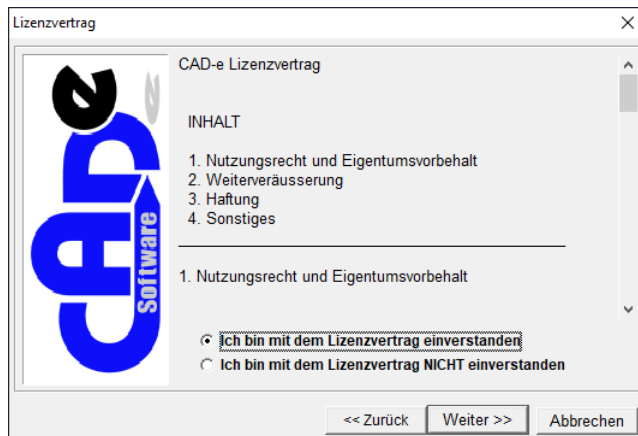 Lizenzvertrag
CADe
e
Software
CAD-e Lizenzvertrag
INHALT
1. Nutzungsrecht und Eigentumsvorbehalt
2. Weiterveräusserung
3. Haftung
4. Sonstiges
1. Nutzungsrecht und Eigentumsvorbehalt
Ich bin mit dem Lizenzvertrag einverstanden
Ich bin mit dem Lizenzvertrag NICHT einverstanden
<< Zurück
Weiter >>
Abbrechen